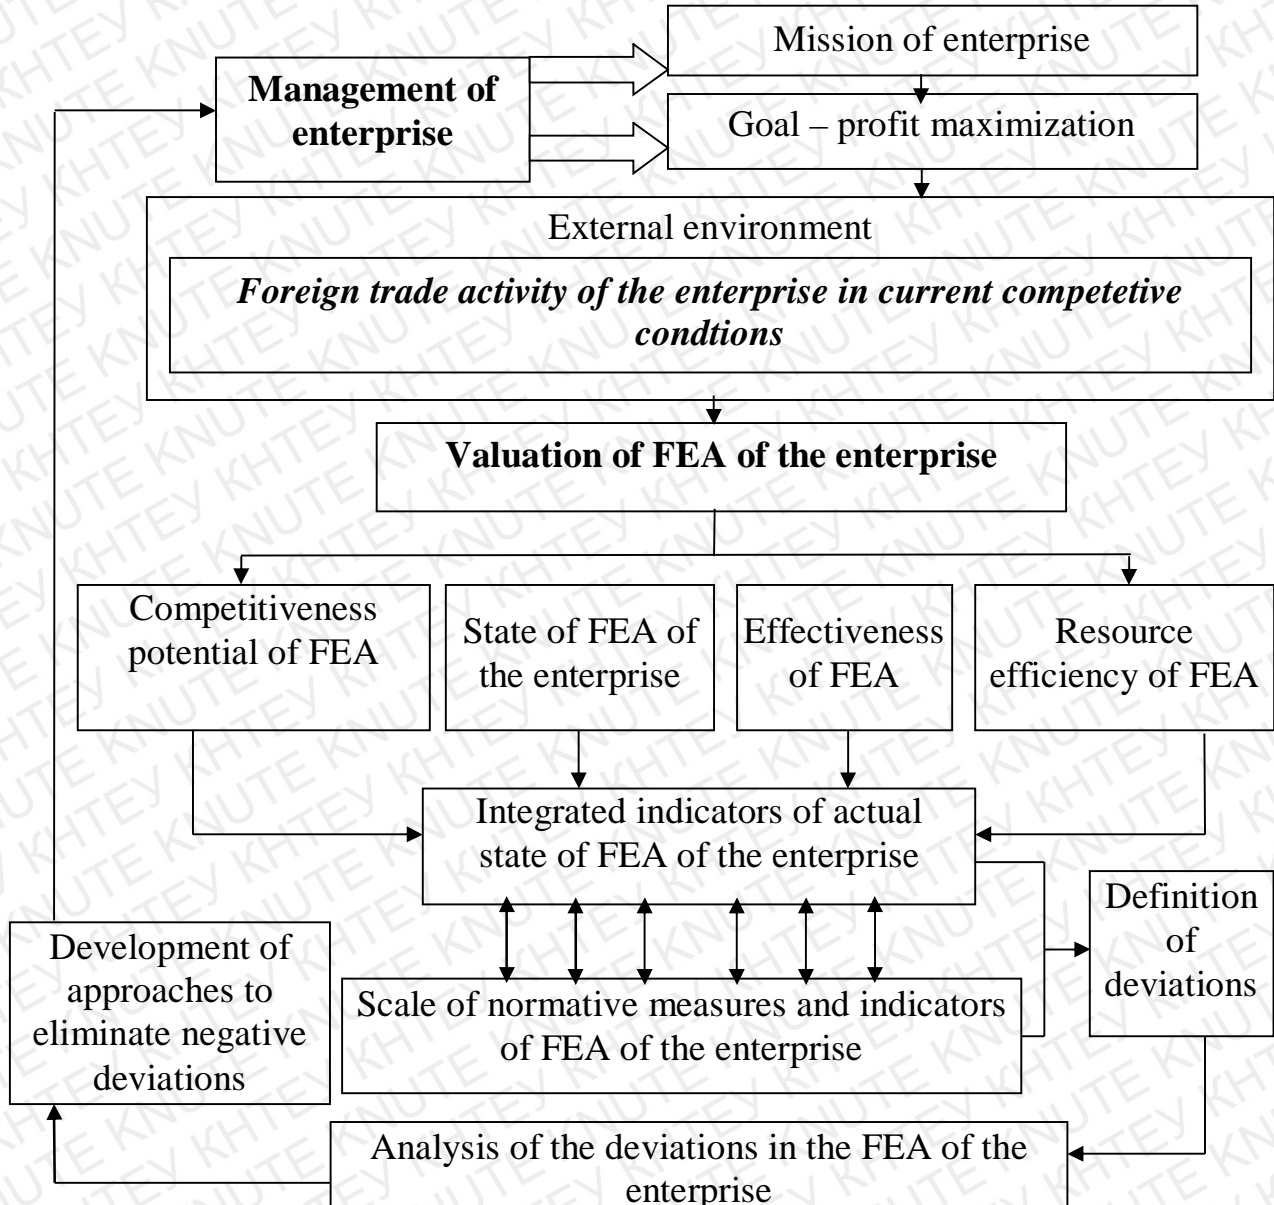 Mission of enterprise
Management of
enterprise
Goal – profit maximization
External environment
Foreign trade activity of the enterprise in current competetive
condtions
Valuation of FEA of the enterprise
Competitiveness
potential of FEA
State of FEA of
the enterprise
Effectiveness
of FEA
Resource
efficiency of FEA
Integrated indicators of actual
state of FEA of the enterprise
Definition
of
deviations
Development of
approaches to
eliminate negative
deviations
Scale of normative measures and indicators
of FEA of the enterprise
Analysis of the deviations in the FEA of the
enterprise
KNUTE КНТЕУ KNUTE КНТЕУ